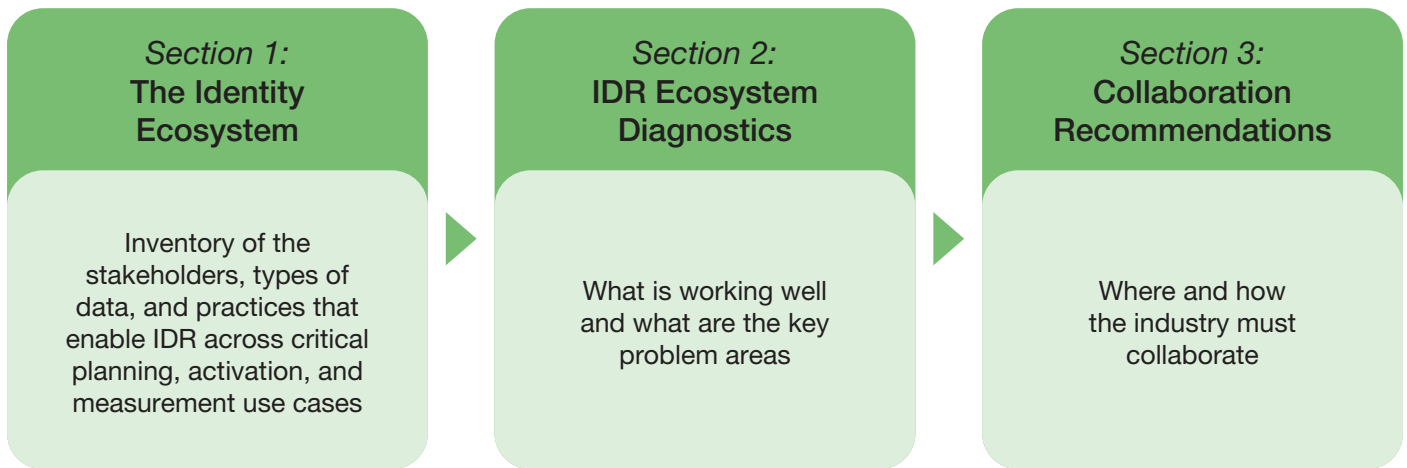 Section 1:
The Identity
Ecosystem
Inventory of the
stakeholders, types of
data, and practices that
enable IDR across critical
planning, activation, and
measurement use cases
Section 2:
IDR Ecosystem
Diagnostics
What is working well
and what are the key
problem areas
Section 3:
Collaboration
Recommendations
Where and how
the industry must
collaborate